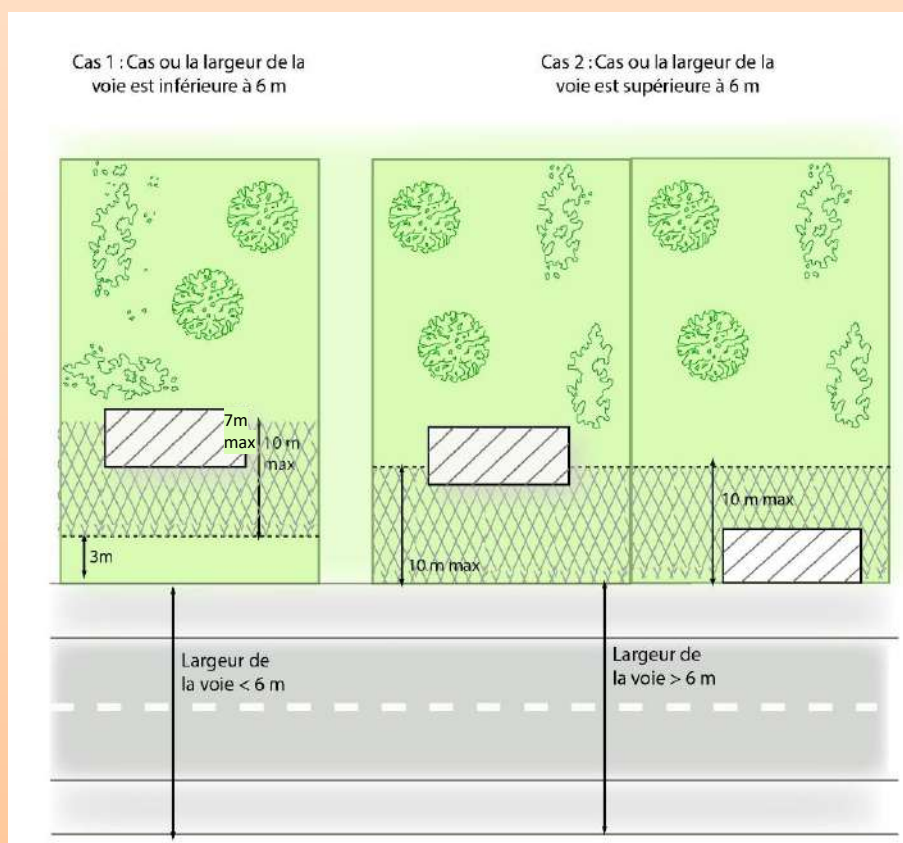 Cas 1 : Cas ou la largeur de la
voie est inférieure à 6 m
Cas 2 : Cas ou la largeur de la
voie est supérieure à 6 m
7m
max
10 m
max
3m
10 m max
10 m max
Largeur de
la voie < 6 m
Largeur de
la voie > 6 m